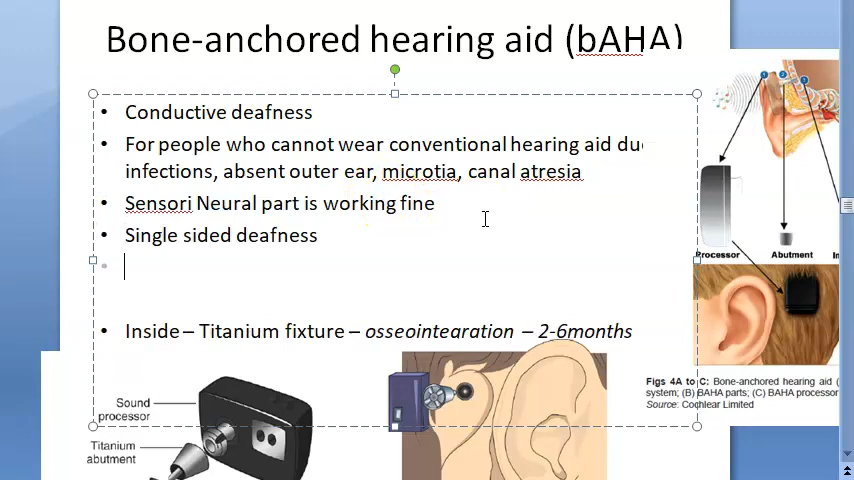 Bone-anchored hearing aid (bAHA)
• Conductive deafness
• For people who cannot wear conventional hearing aid
infections, absent outer ear, microtia, canal atresia
• Sensori Neural part is working fine
• Single sided deafness
• Inside – Titanium fixture – osseointearation – 2-6months
1 2 3
Processor Abutment
Figs 4A to C: Bone-anchored hearing aid
system; (B) BAHA parts; (C) BAHA processor
Source: Cochlear Limited
Sound
processor
Titanium
abutment